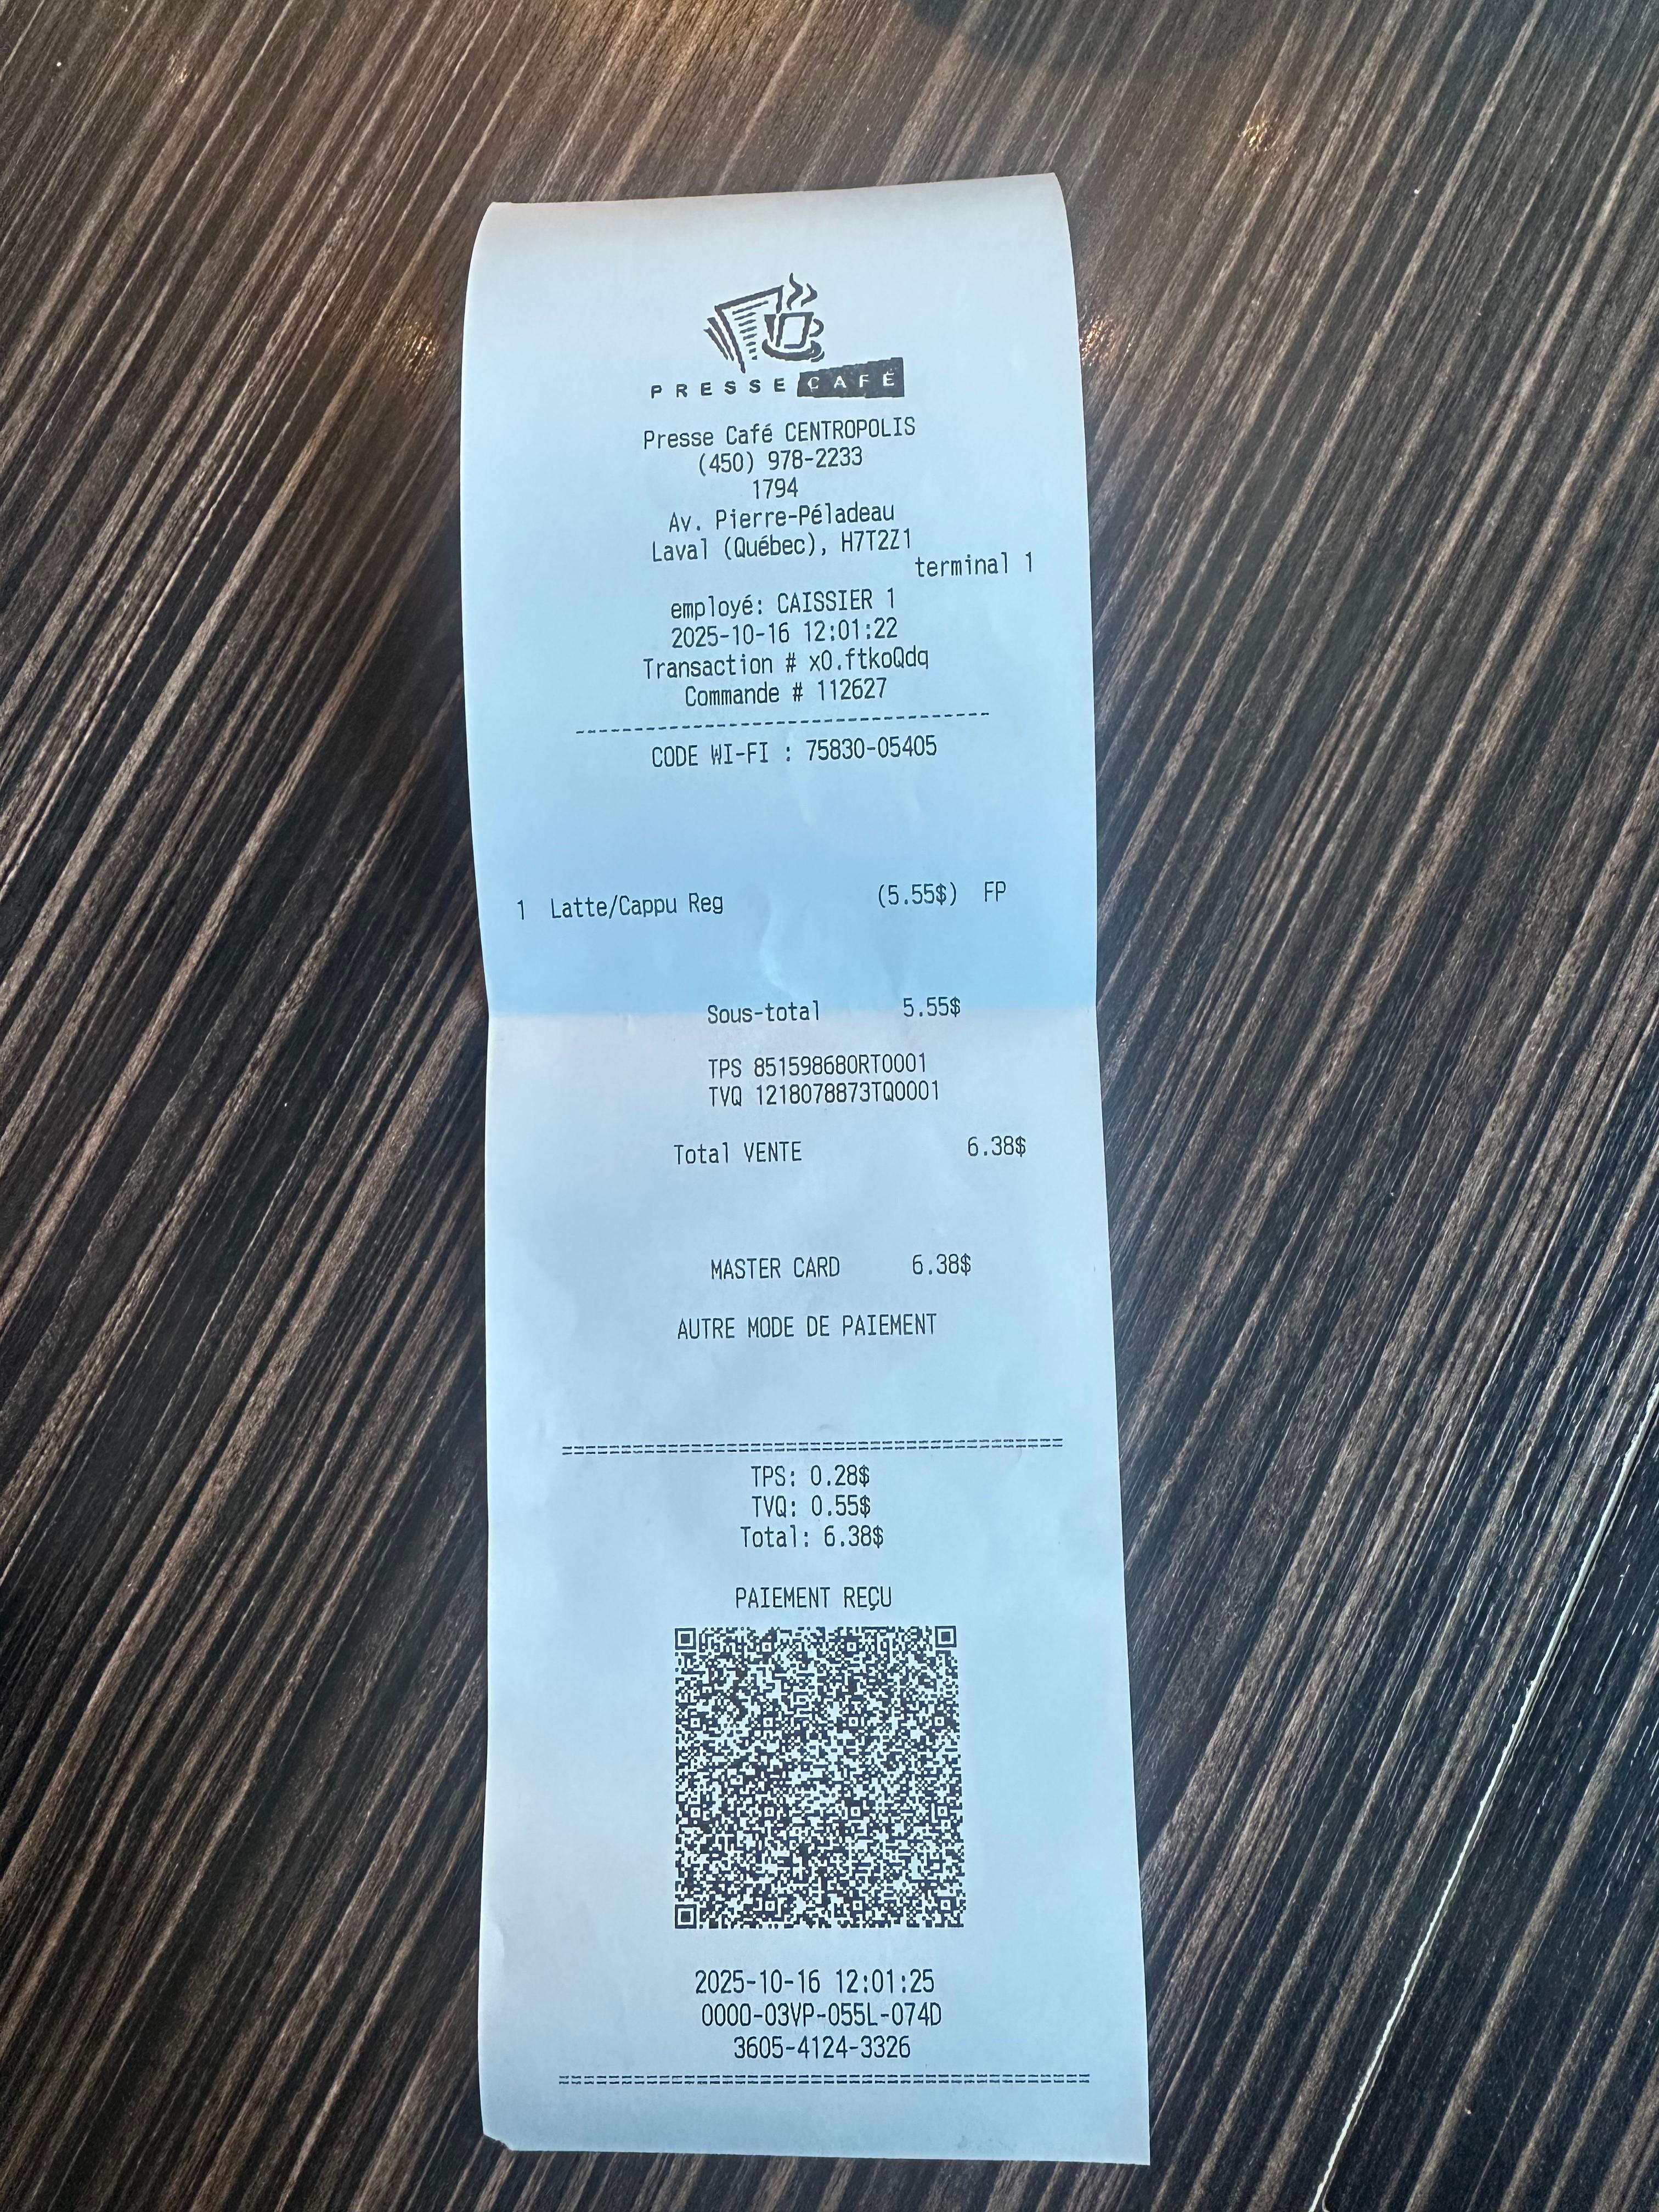 PRESSE CAFÉ
Presse Café CENTROPOLIS
(450) 978-2233
1794
Av. Pierre-Péladeau
Laval (Québec), H7T2Z1
terminal 1
employé: CAISSIER 1
2025-10-16 12:01:22
Transaction # x0.ftkoQdq
Commande # 112627
-----------------------------------
CODE WI-FI : 75830-05405
1 Latte/Cappu Reg (5.55$) FP
Sous-total 5.55$
TPS 851598680RT0001
TVQ 1218078873TQ0001
Total VENTE 6.38$
MASTER CARD 6.38$
AUTRE MODE DE PAIEMENT
==========================================
TPS: 0.28$
TVQ: 0.55$
Total: 6.38$
PAIEMENT REÇU
2025-10-16 12:01:25
0000-03VP-055L-074D
3605-4124-3326
==========================================